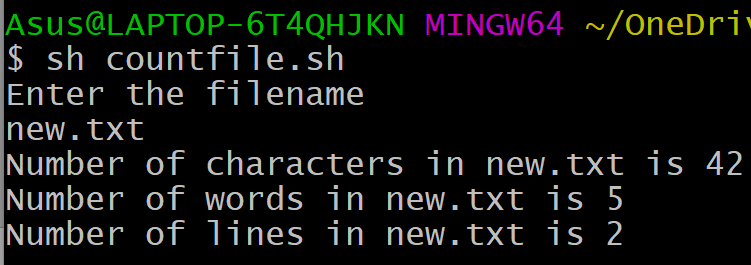 Asus@LAPTOP-6T4QHJKN MINGW64 ~/OneDriv
$ sh countfile.sh
Enter the filename
new.txt
Number of characters in new.txt is 42
Number of words in new.txt is 5
Number of lines in new.txt is 2